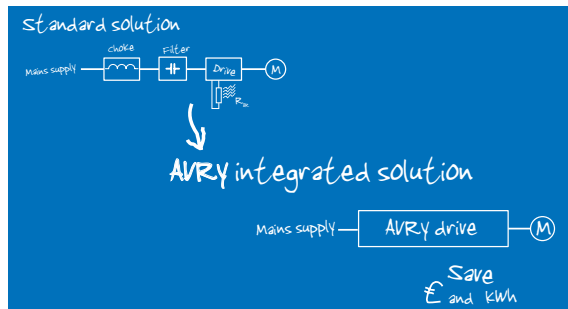 Standard solution
choke
Filter
Mains supply
Drive
M
AVRY integrated solution
Mains supply
AVRY drive
M
Save
£ and kWh